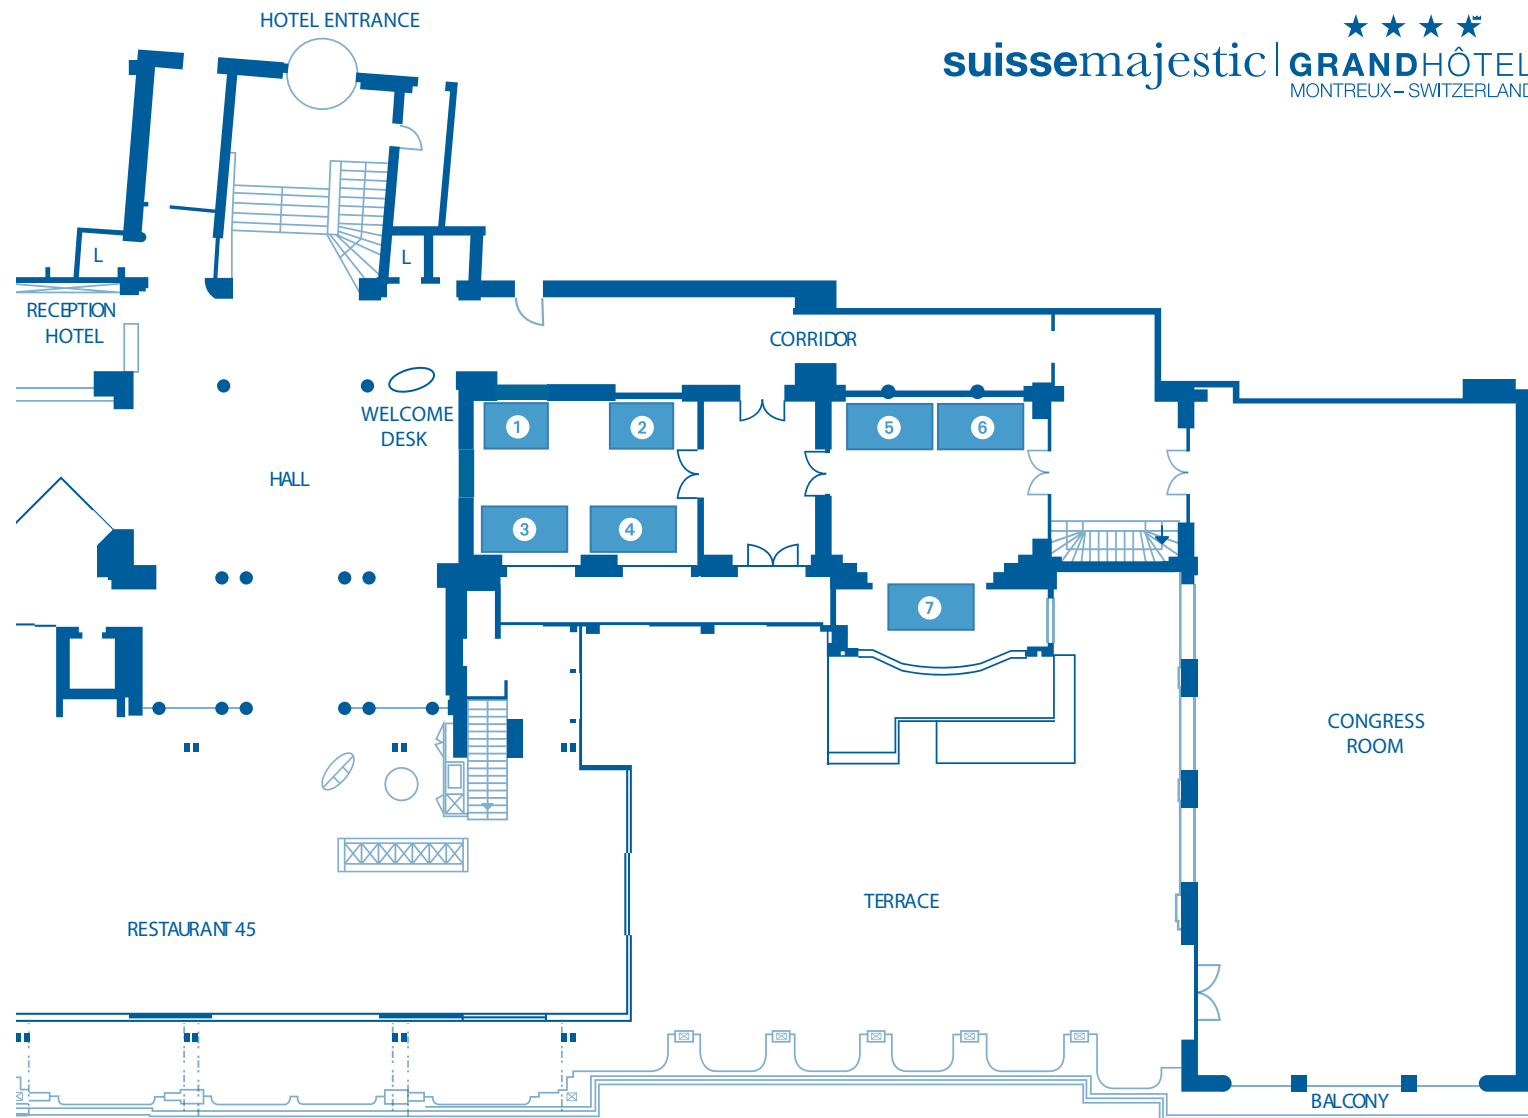 HOTEL ENTRANCE
suissemajestic | GRANDHÔTEL
MONTREUX – SWITZERLAND
L
L
RECEPTION
HOTEL
CORRIDOR
WELCOME
DESK
1
2
5
6
HALL
3
4
7
CONGRESS
ROOM
TERRACE
RESTAURANT 45
BALCONY